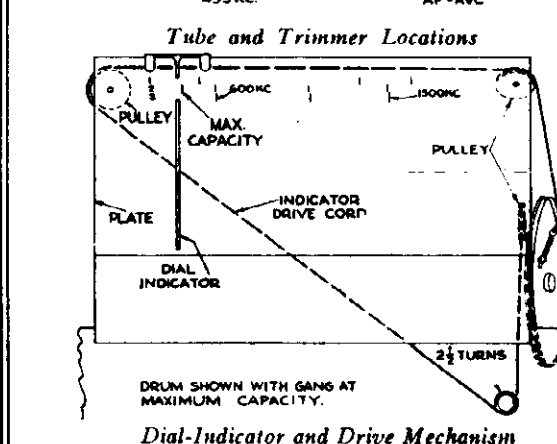 Tube and Trimmer Locations
600KC
1500KC
PULLEY
MAX.
CAPACITY
PULLEY
INDICATOR
DRIVE CORD
PLATE
DIAL
INDICATOR
2½ TURNS
DRUM SHOWN WITH GANG AT
MAXIMUM CAPACITY.
Dial-Indicator and Drive Mechanism